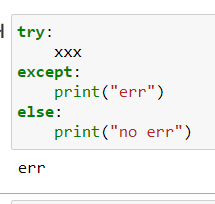 try:
    xxx
except:
    print("err")
else:
    print("no err")
err